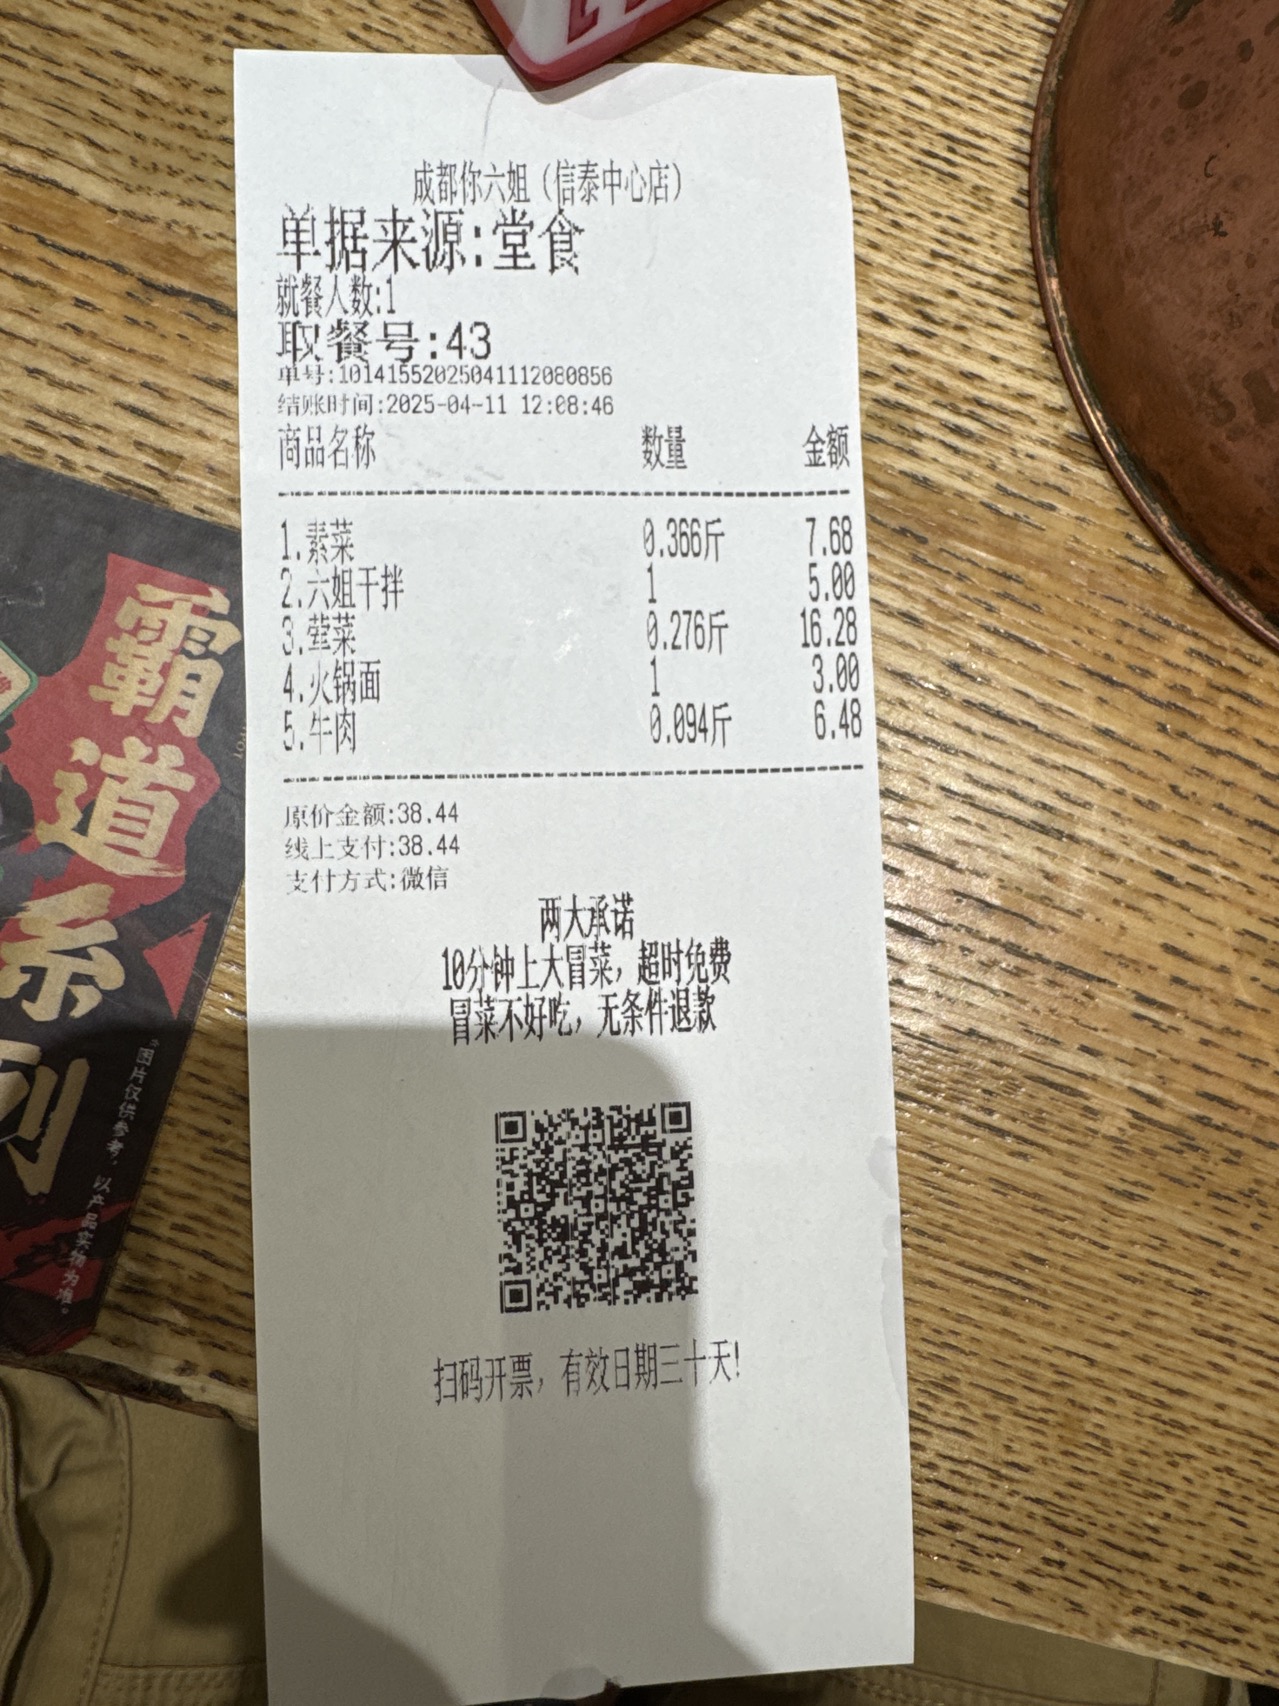 成都你六姐（信泰中心店）
单据来源:堂食
就餐人数:1
取餐号:43
单号:10141552025041112080856
结账时间:2025-04-11 12:08:46
商品名称 数量 金额
1.素菜 0.366斤 7.68
2.六姐干拌 1 5.00
3.荤菜 0.276斤 16.28
4.火锅面 1 3.00
5.牛肉 0.094斤 6.48
原价金额:38.44
线上支付:38.44
支付方式:微信
两大承诺
10分钟上大冒菜，超时免费
冒菜不好吃，无条件退款
扫码开票，有效日期三十天!
霸道系列
"图片仅供参考，以产品实物为准。